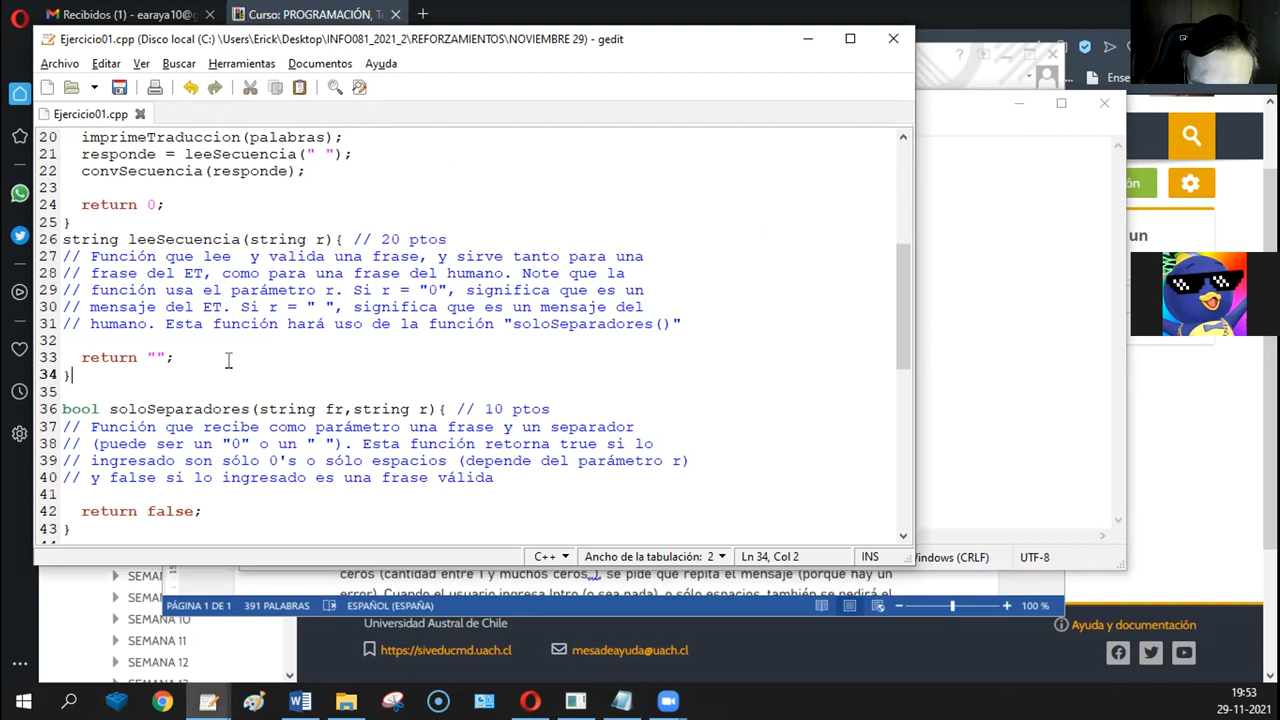 Recibidos (1) - earaya10@g
Curso: PROGRAMACIÓN, T
Ejercicio01.cpp (Disco local (C:) \Users\Erick\Desktop\INFO081_2021_2\REFORZAMIENTOS\NOVIEMBRE 29) - gedit
Archivo Editar Ver Buscar Herramientas Documentos Ayuda
Ense
Ejercicio01.cpp
20 imprimeTraduccion(palabras);
21 responde = leeSecuencia(" ");
22 convSecuencia(responde);
23
24 return 0;
25 }
26 string leeSecuencia(string r){ // 20 ptos
27 // Función que lee  y valida una frase, y sirve tanto para una
28 // frase del ET, como para una frase del humano. Note que la
29 // función usa el parámetro r. Si r = "0", significa que es un
30 // mensaje del ET. Si r = " ", significa que es un mensaje del
31 // humano. Esta función hará uso de la función "soloSeparadores()"
32
33 return "";
34 }
35
36 bool soloSeparadores(string fr,string r){ // 10 ptos
37 // Función que recibe como parámetro una frase y un separador
38 // (puede ser un "0" o un " "). Esta función retorna true si lo
39 // ingresado son sólo 0's o sólo espacios (depende del parámetro r)
40 // y false si lo ingresado es una frase válida
41
42 return false;
43 }
ón
un
C++ Ancho de la tabulación: 2 Ln 34, Col 2 INS
Windows (CRLF) UTF-8
ceros (cantidad entre 1 y muchos ceros ), se pide que repita el mensaje (porque hay un
error). Cuando el usuario ingresa Intro (o sea nada), o sólo espacios, también se pedirá el
SEMA
SEMAN
PÁGINA 1 DE 1 391 PALABRAS ESPAÑOL (ESPAÑA) 100 %
SEMANA 10
SEMANA 11
SEMANA 12
Universidad Austral de Chile
https://siveducmd.uach.cl
mesadeayuda@uach.cl
Ayuda y documentación
19:53
29-11-2021